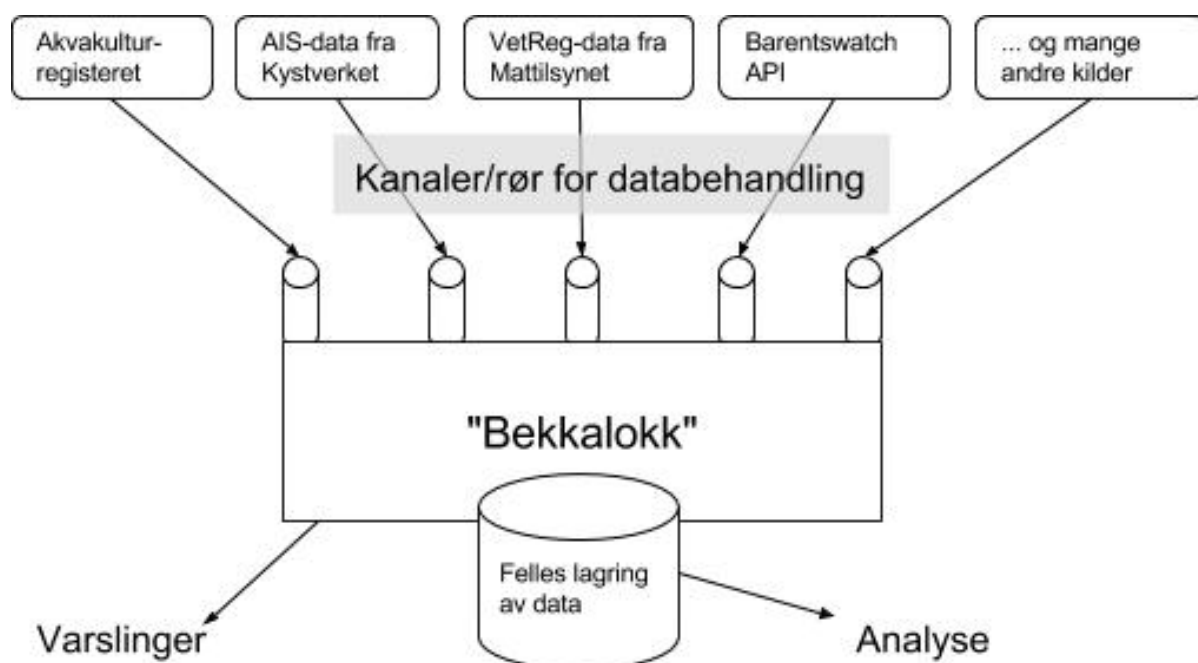 Akvakultur-
registeret
AIS-data fra
Kystverket
VetReg-data fra
Mattilsynet
Barentswatch
API
... og mange
andre kilder
Kanaler/rør for databehandling
"Bekkalokk"
Felles lagring
av data
Varslinger
Analyse